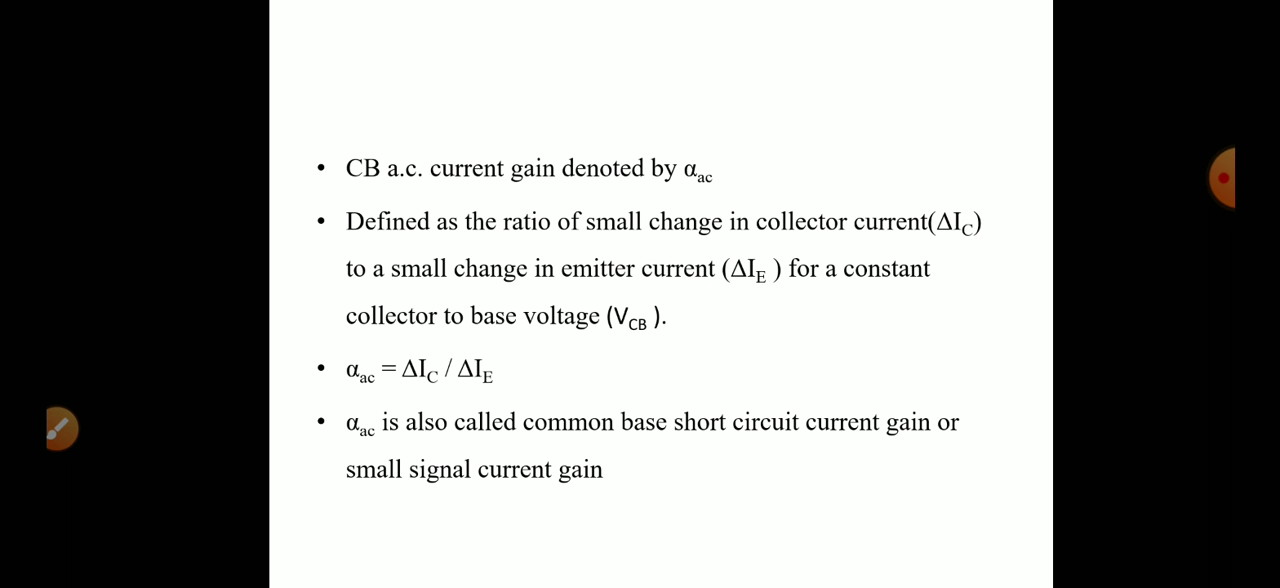 • CB a.c. current gain denoted by αac
• Defined as the ratio of small change in collector current(ΔIC)
to a small change in emitter current (ΔIE ) for a constant
collector to base voltage (VCB ).
• αac = ΔIC / ΔIE
• αac is also called common base short circuit current gain or
small signal current gain